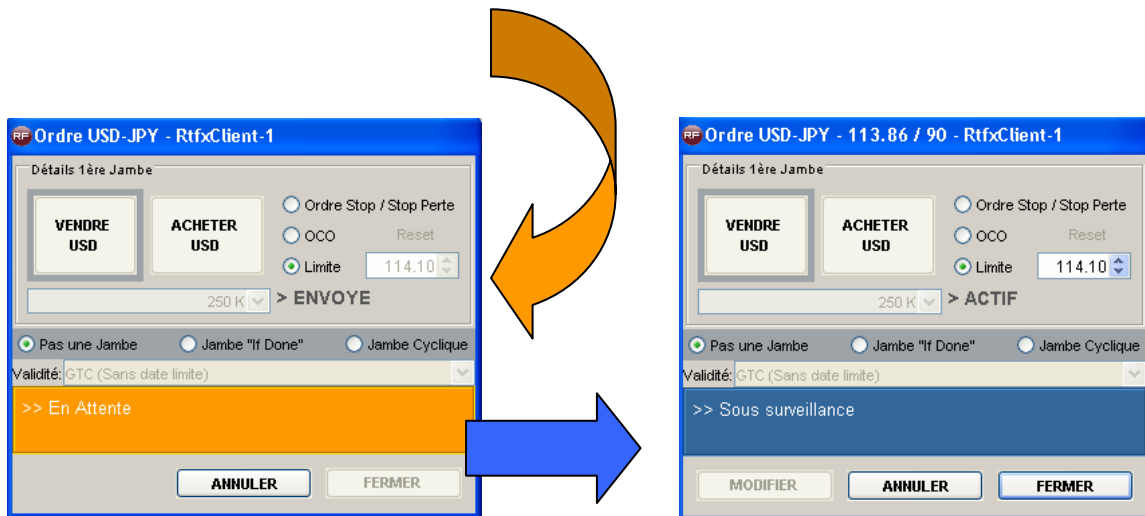 RF Ordre USD-JPY - RtfxClient-1
Détails 1ère Jambe
VENDRE
USD
ACHETER
USD
Ordre Stop / Stop Perte
OCO
Reset
Limite
114.10
250 K
> ENVOYE
Pas une Jambe
Jambe "If Done"
Jambe Cyclique
Validité:
GTC (Sans date limite)
>> En Attente
ANNULER
FERMER
RF Ordre USD-JPY - 113.86 / 90 - RtfxClient-1
Détails 1ère Jambe
VENDRE
USD
ACHETER
USD
Ordre Stop / Stop Perte
OCO
Reset
Limite
114.10
250 K
> ACTIF
Pas une Jambe
Jambe "If Done"
Jambe Cyclique
Validité:
GTC (Sans date limite)
>> Sous surveillance
MODIFIER
ANNULER
FERMER